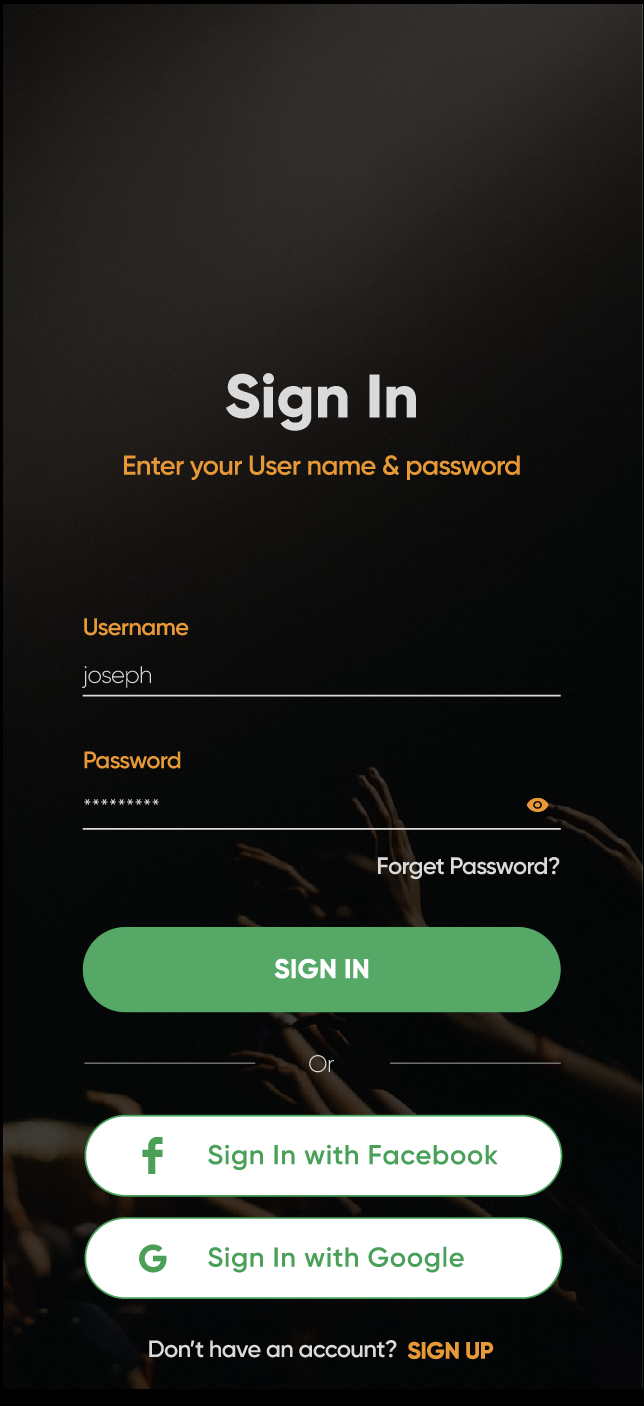 Sign In
Enter your User name & password
Username
joseph
Password
*********
Forget Password?
SIGN IN
Or
Sign In with Facebook
Sign In with Google
Don't have an account? SIGN UP